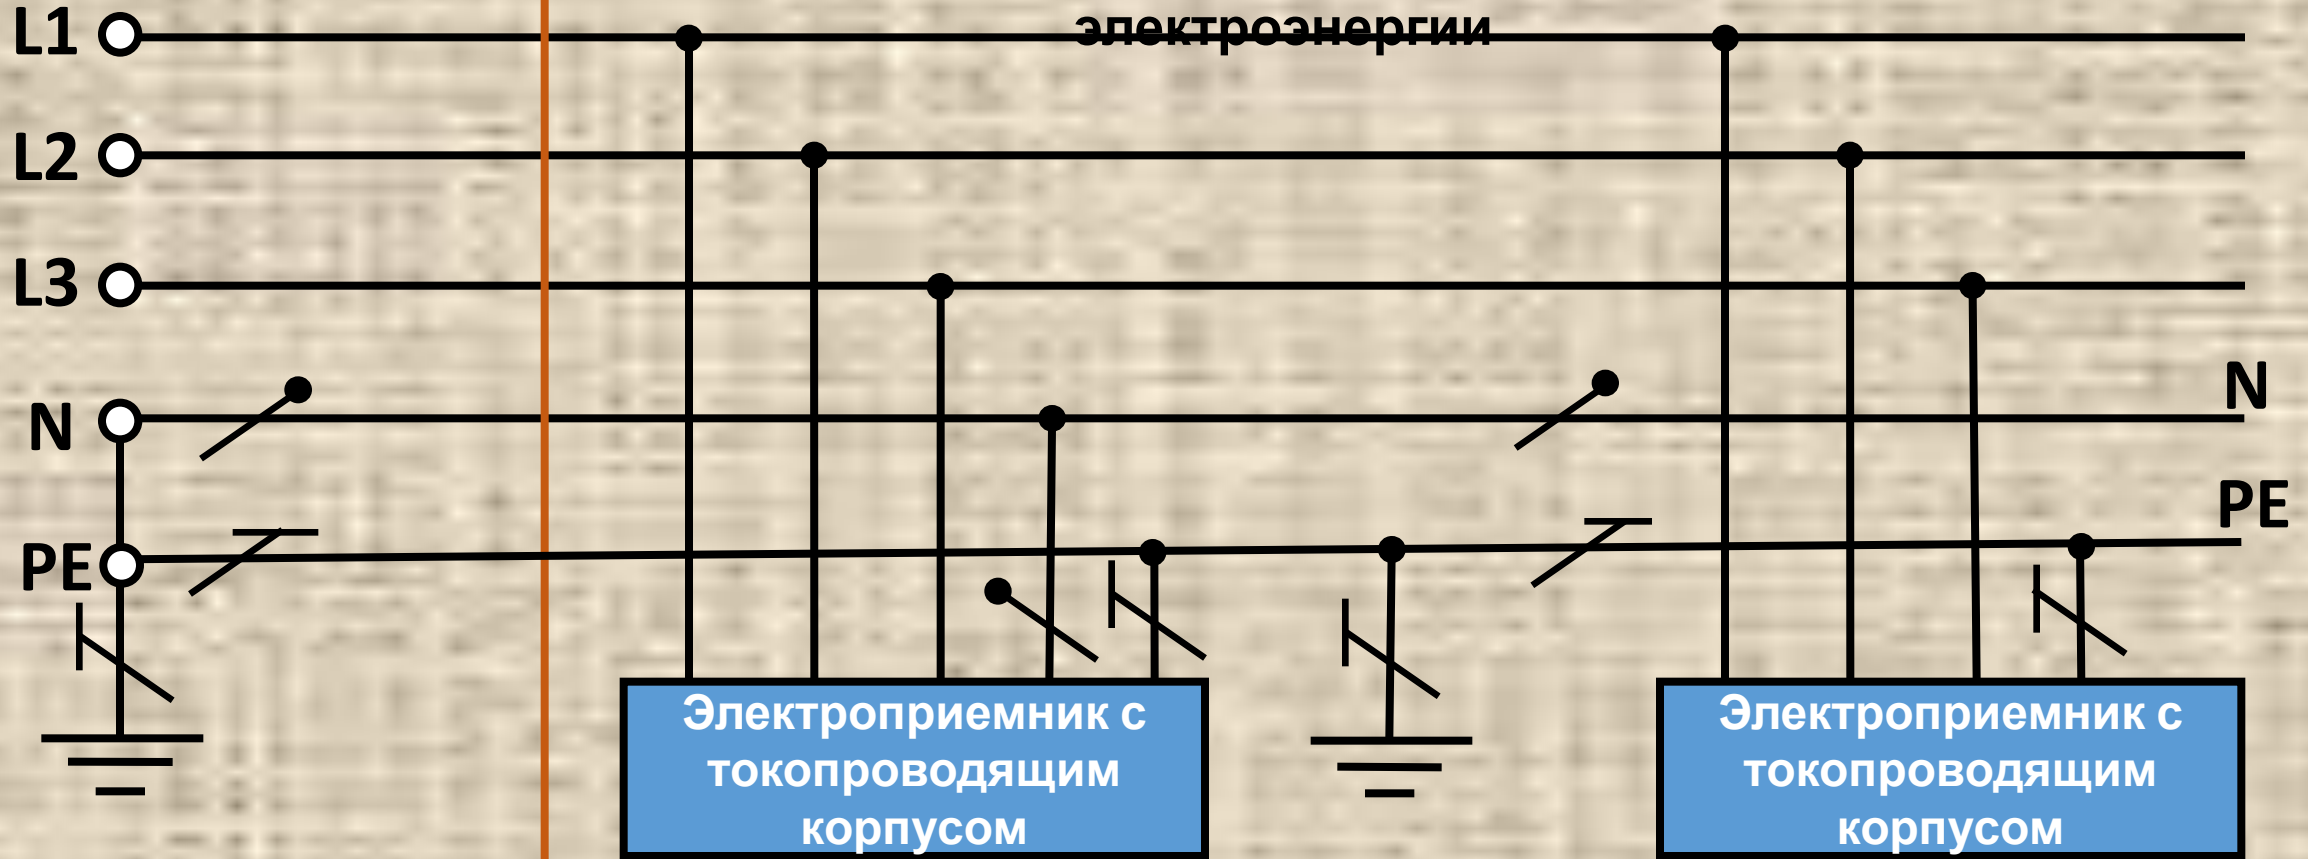 электроэнергии
L1
L2
L3
N
N
PE
PE
Электроприемник с
токопроводящим
корпусом
Электроприемник с
токопроводящим
корпусом